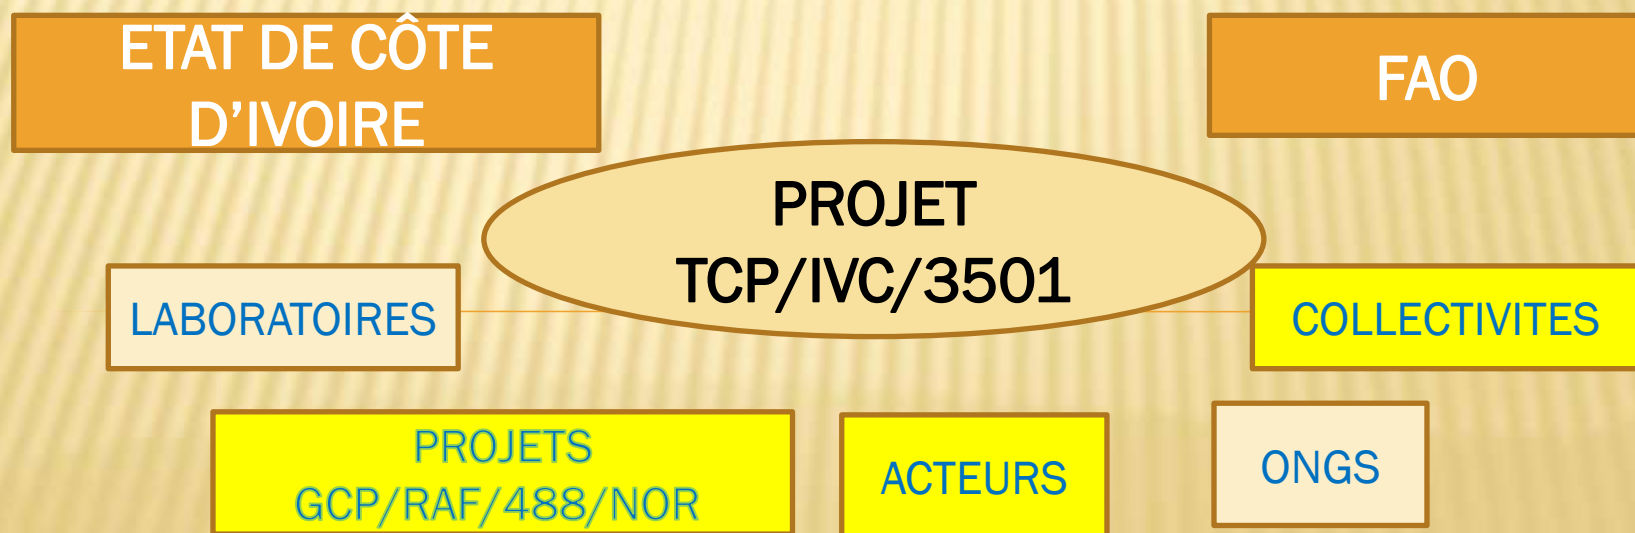 ETAT DE CÔTE
D’IVOIRE
FAO
PROJET
TCP/IVC/3501
LABORATOIRES
COLLECTIVITES
PROJETS
GCP/RAF/488/NOR
ACTEURS
ONGS